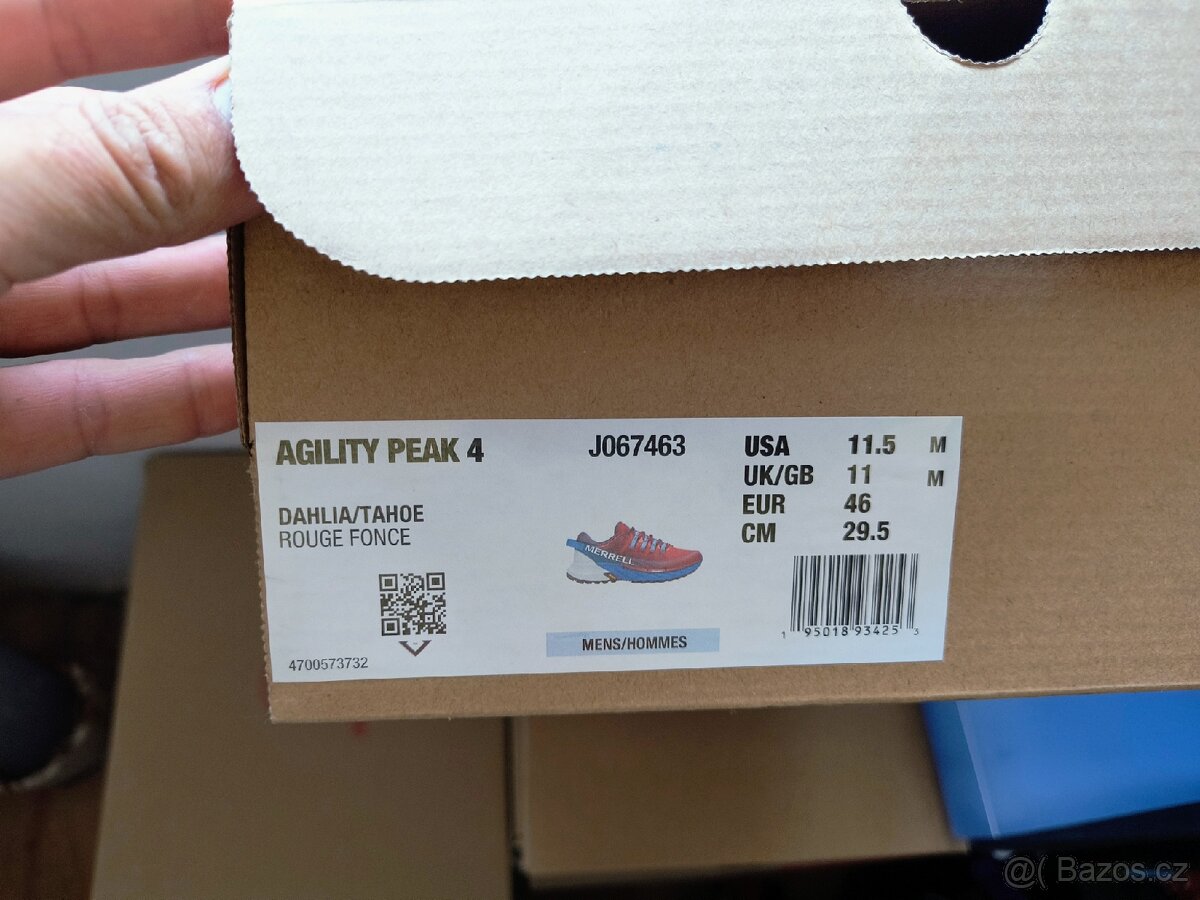 AGILITY PEAK 4
J067463
USA 11.5 M
UK/GB 11 M
EUR 46
CM 29.5
DAHLIA/TAHOE
ROUGE FONCE
MERRELL
MENS/HOMMES
4700573732
1 95018 93425 3
@( Bazos.cz